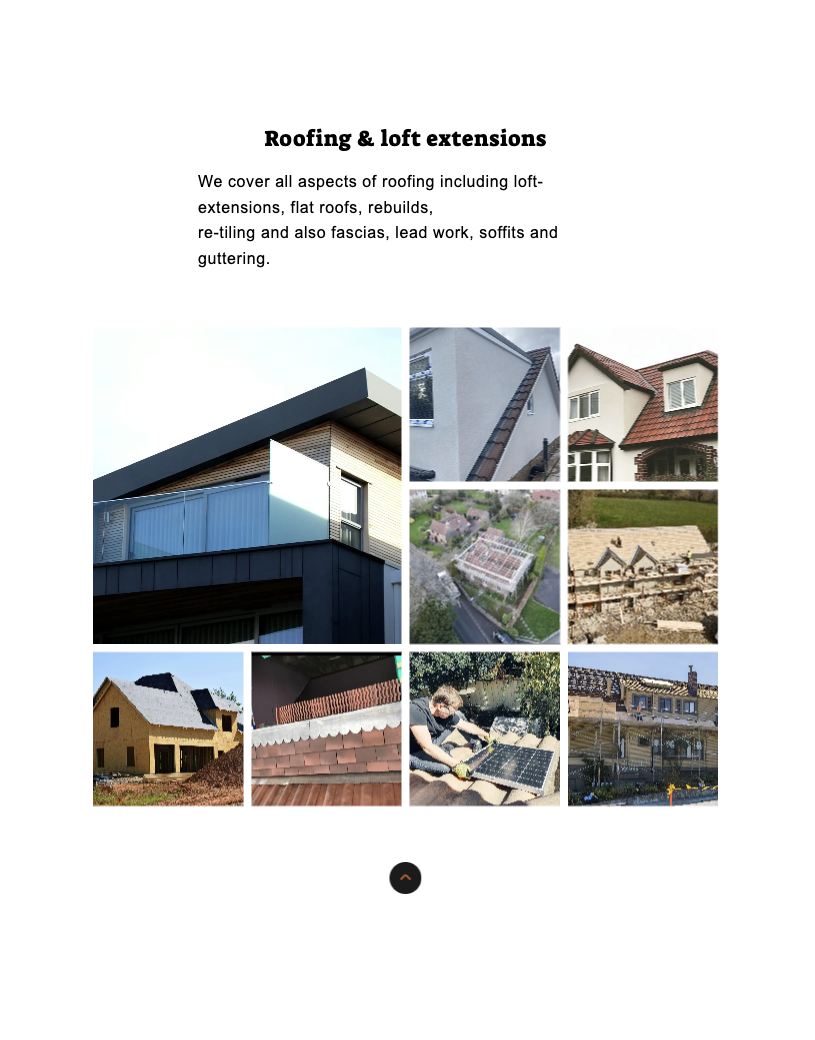 Roofing & loft extensions
We cover all aspects of roofing including loft-
extensions, flat roofs, rebuilds,
re-tiling and also fascias, lead work, soffits and
guttering.